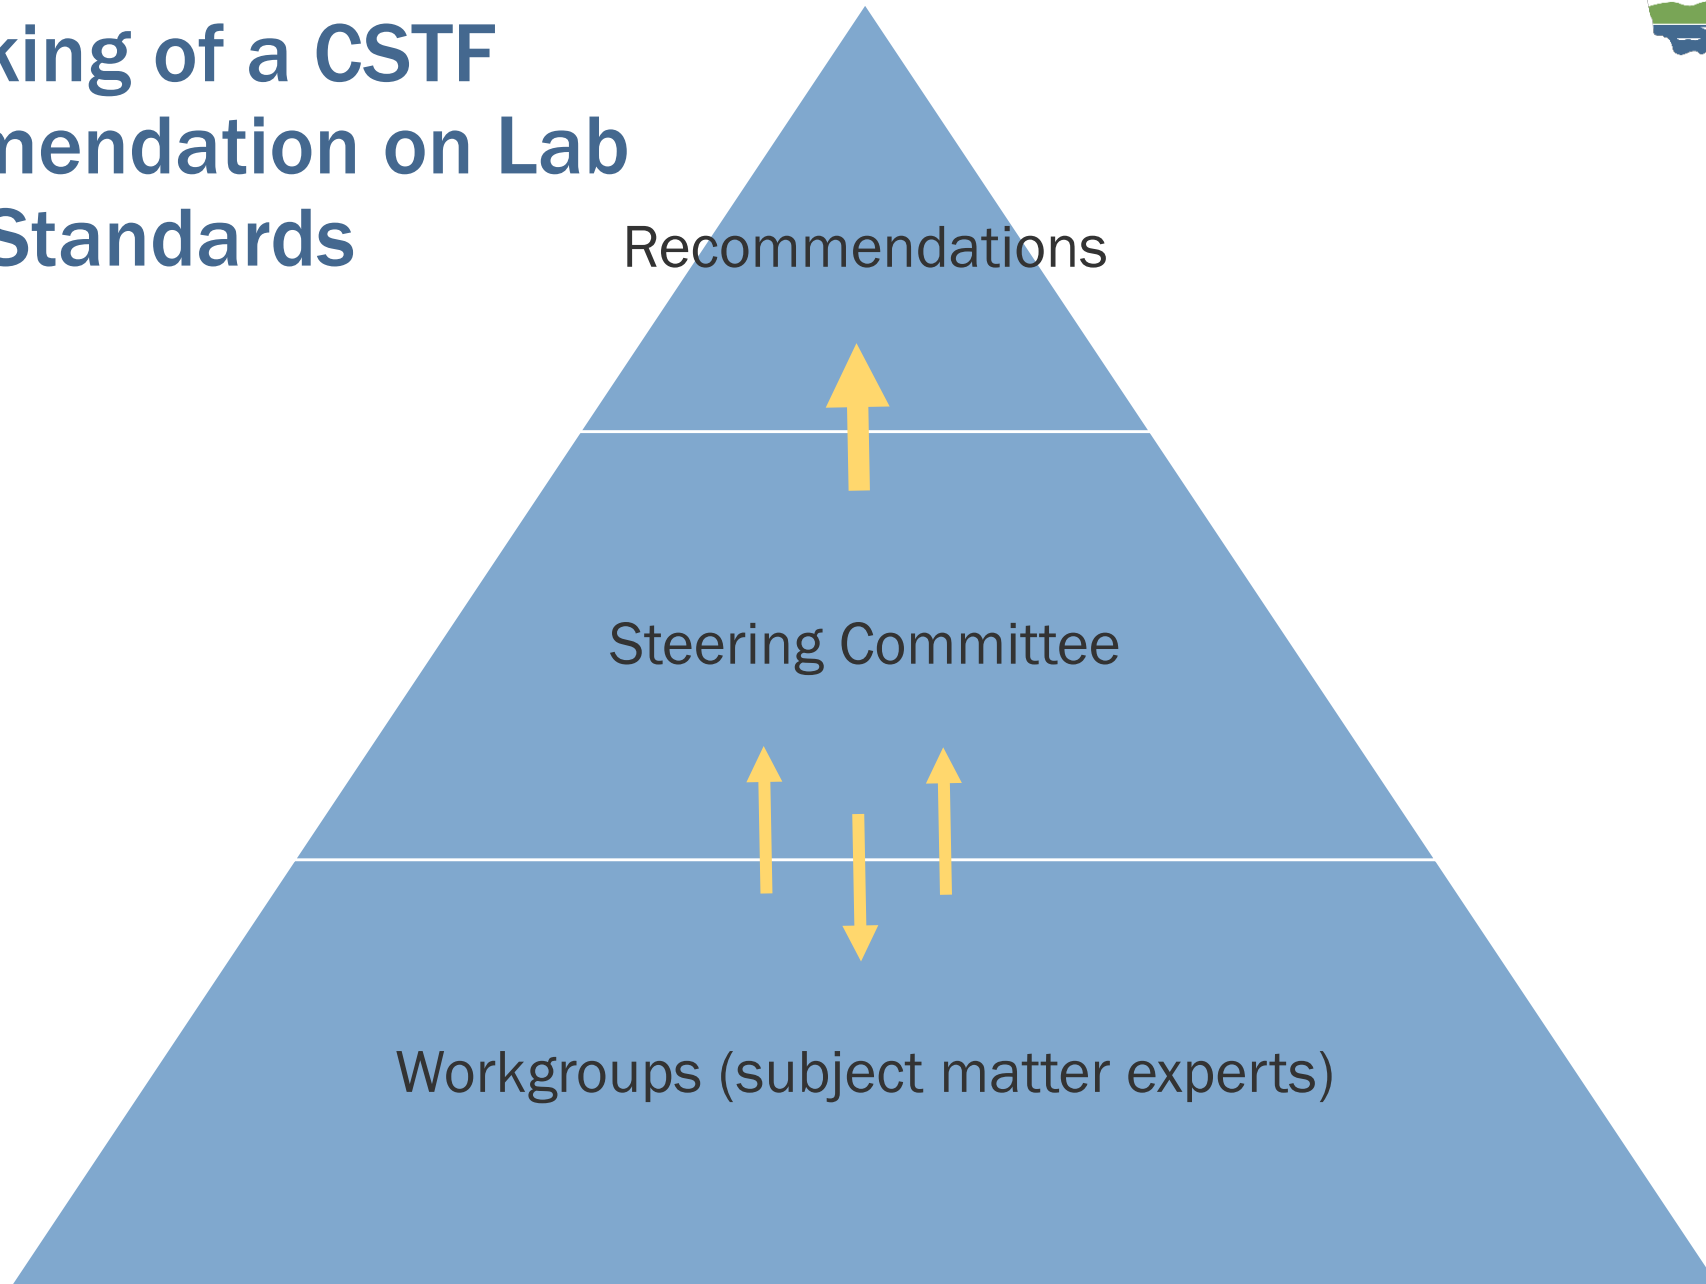 king of a CSTF
mendation on Lab
Standards
Recommendations
Steering Committee
Workgroups (subject matter experts)